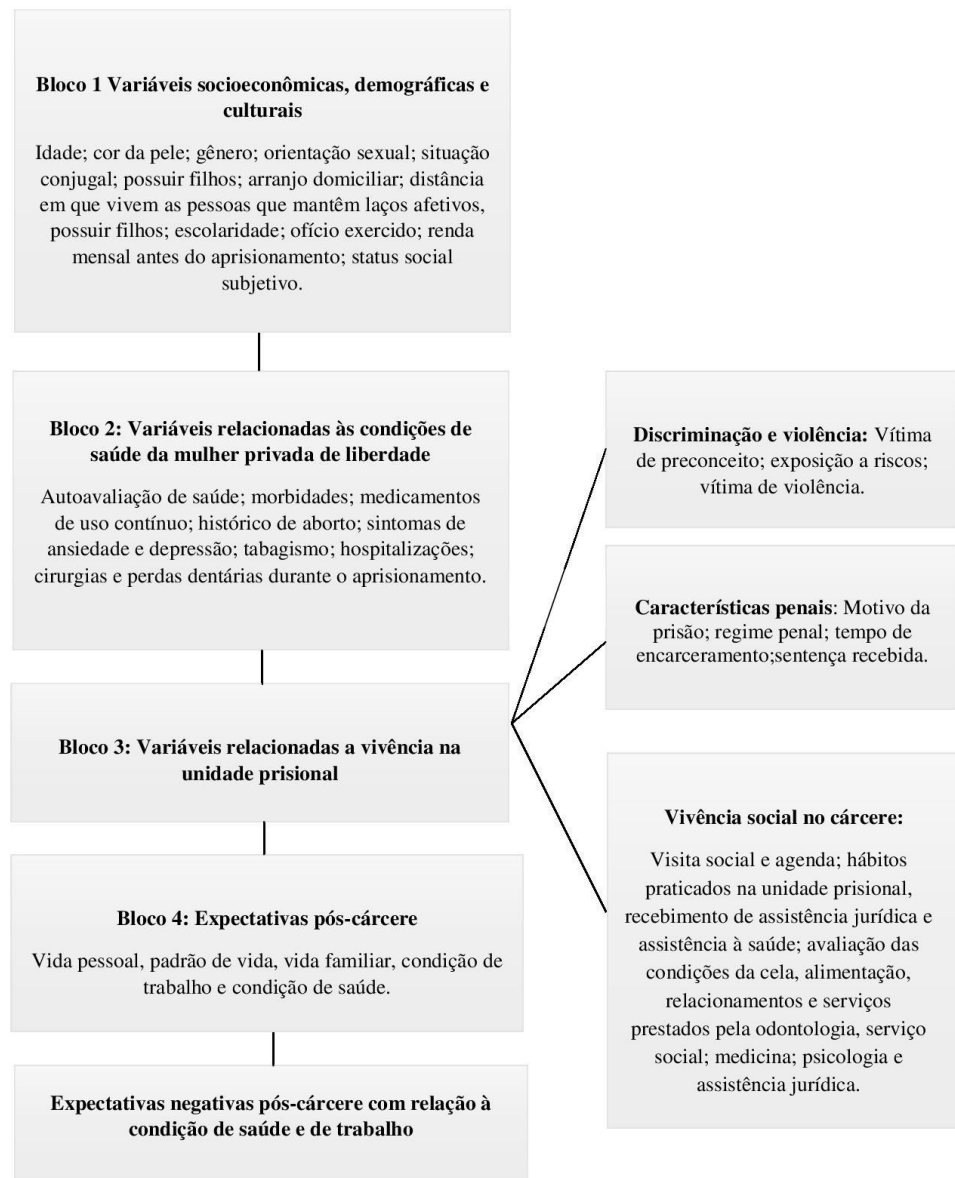 Bloco 1 Variáveis socioeconômicas, demográficas e
culturais
Idade; cor da pele; gênero; orientação sexual; situação
conjugal; possuir filhos; arranjo domiciliar; distância
em que vivem as pessoas que mantêm laços afetivos,
possuir filhos; escolaridade; ofício exercido; renda
mensal antes do aprisionamento; status social
subjetivo.
Bloco 2: Variáveis relacionadas às condições de
saúde da mulher privada de liberdade
Autoavaliação de saúde; morbidades; medicamentos
de uso contínuo; histórico de aborto; sintomas de
ansiedade e depressão; tabagismo; hospitalizações;
cirurgias e perdas dentárias durante o aprisionamento.
Bloco 3: Variáveis relacionadas a vivência na
unidade prisional
Discriminação e violência: Vítima
de preconceito; exposição a riscos;
vítima de violência.
Características penais: Motivo da
prisão; regime penal; tempo de
encarceramento;sentença recebida.
Vivência social no cárcere:
Visita social e agenda; hábitos
praticados na unidade prisional,
recebimento de assistência jurídica e
assistência à saúde; avaliação das
condições da cela, alimentação,
relacionamentos e serviços
prestados pela odontologia, serviço
social; medicina; psicologia e
assistência jurídica.
Bloco 4: Expectativas pós-cárcere
Vida pessoal, padrão de vida, vida familiar, condição de
trabalho e condição de saúde.
Expectativas negativas pós-cárcere com relação à
condição de saúde e de trabalho